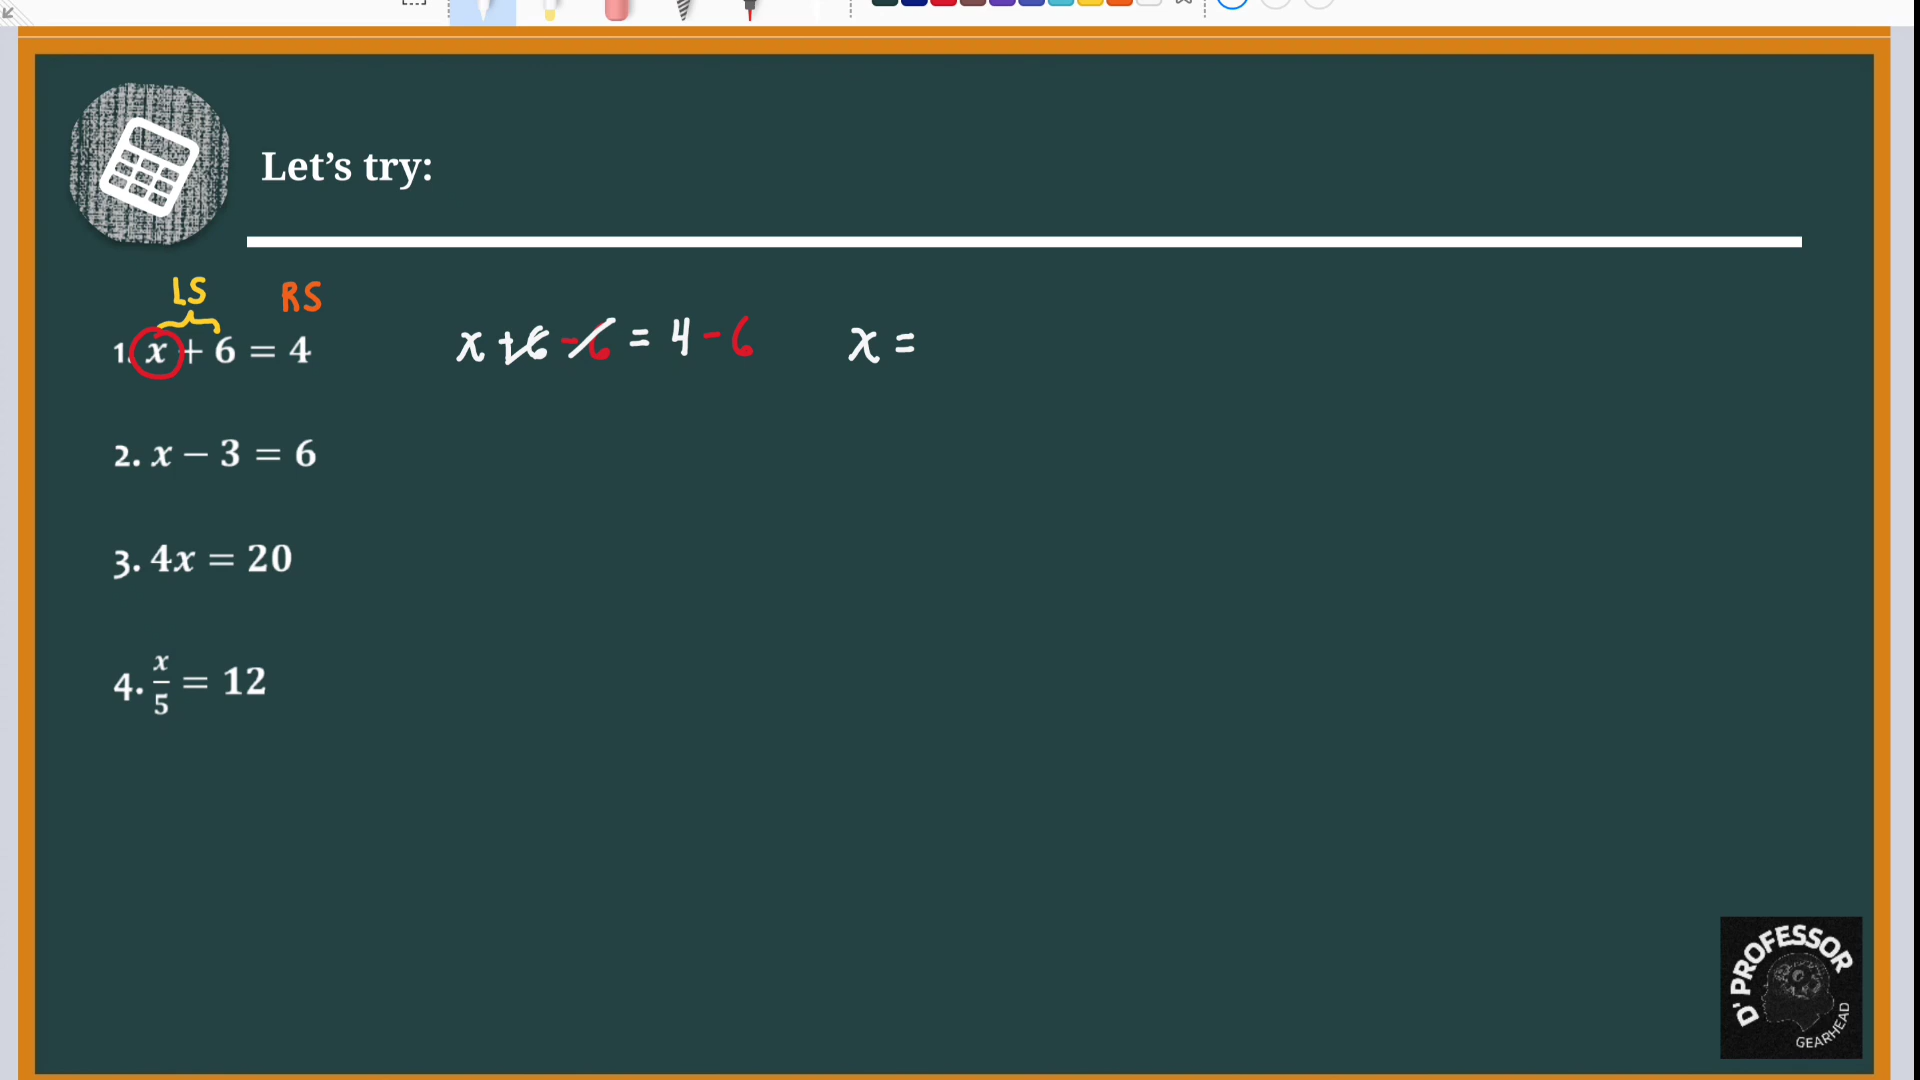 Let’s try:
LS RS
1. x + 6 = 4 x + 6 - 6 = 4 - 6 x =
2. x − 3 = 6
3. 4x = 20
4. x/5 = 12
D' PROFESSOR
GEARHEAD